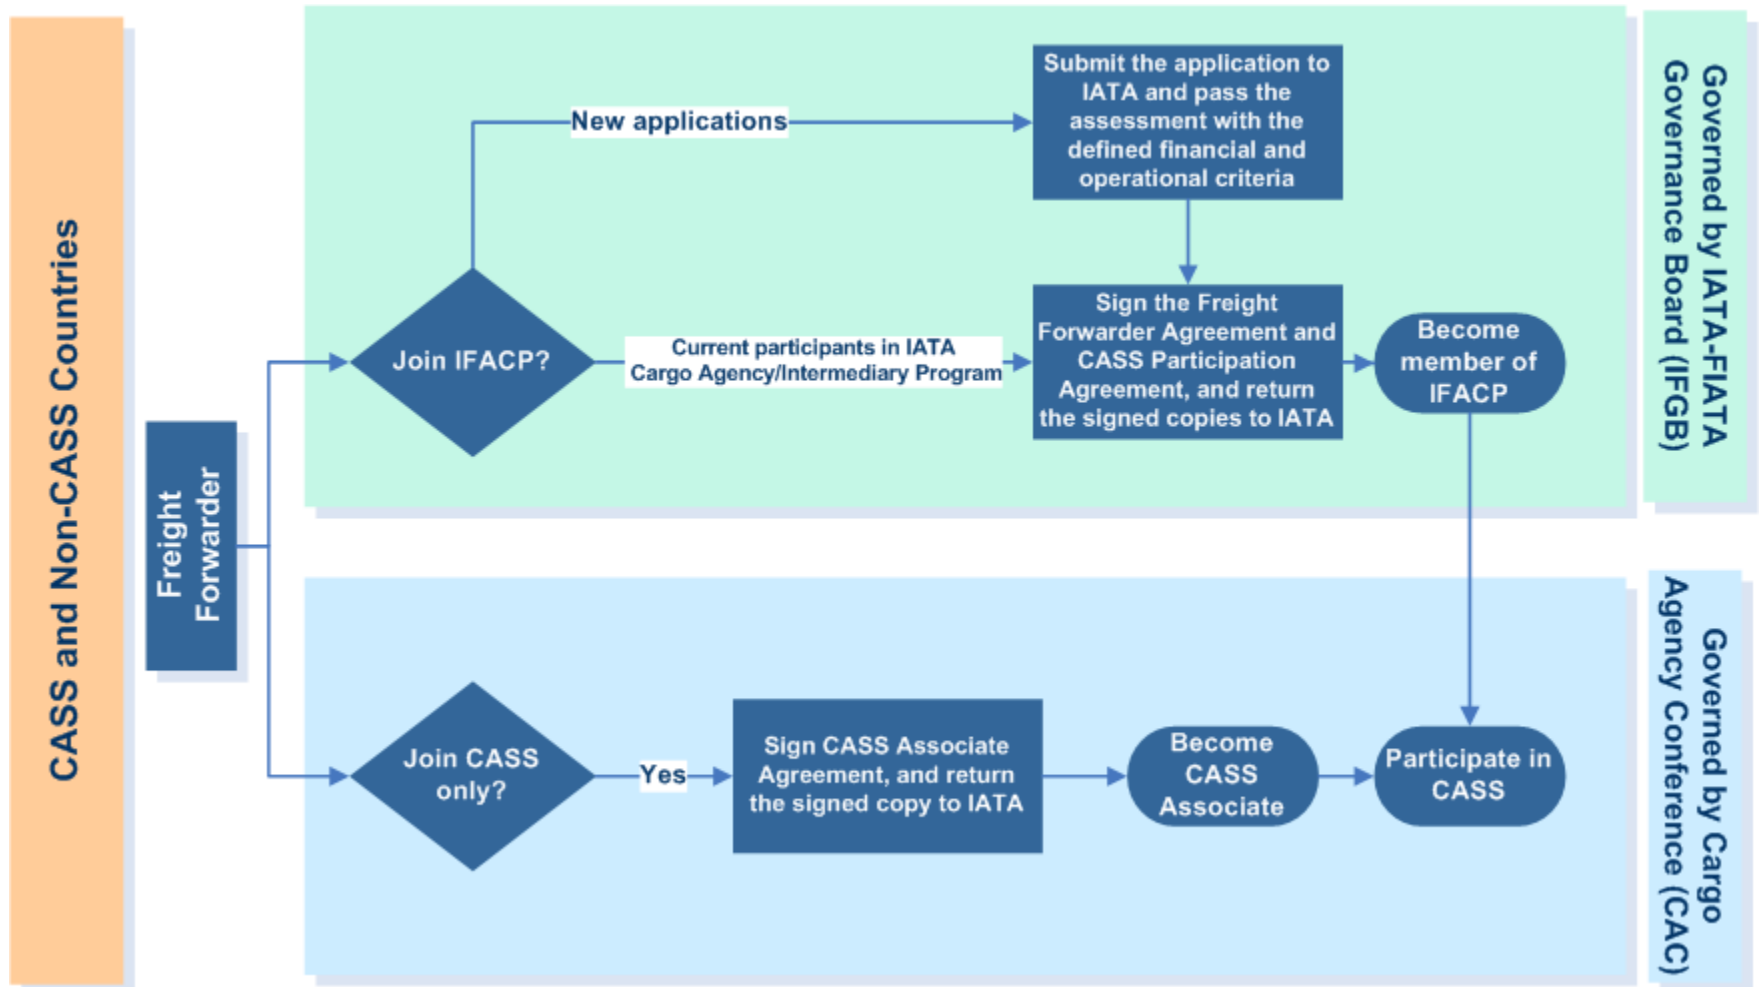 CASS and Non-CASS Countries
Freight
Forwarder
New applications
Submit the application to
IATA and pass the
assessment with the
defined financial and
operational criteria
Join IFACP?
Current participants in IATA
Cargo Agency/Intermediary Program
Sign the Freight
Forwarder Agreement and
CASS Participation
Agreement, and return
the signed copies to IATA
Become
member of
IFACP
Governed by IATA-FIATA
Governance Board (IFGB)
Join CASS
only?
Yes
Sign CASS Associate
Agreement, and return
the signed copy to IATA
Become
CASS
Associate
Participate in
CASS
Governed by Cargo
Agency Conference (CAC)